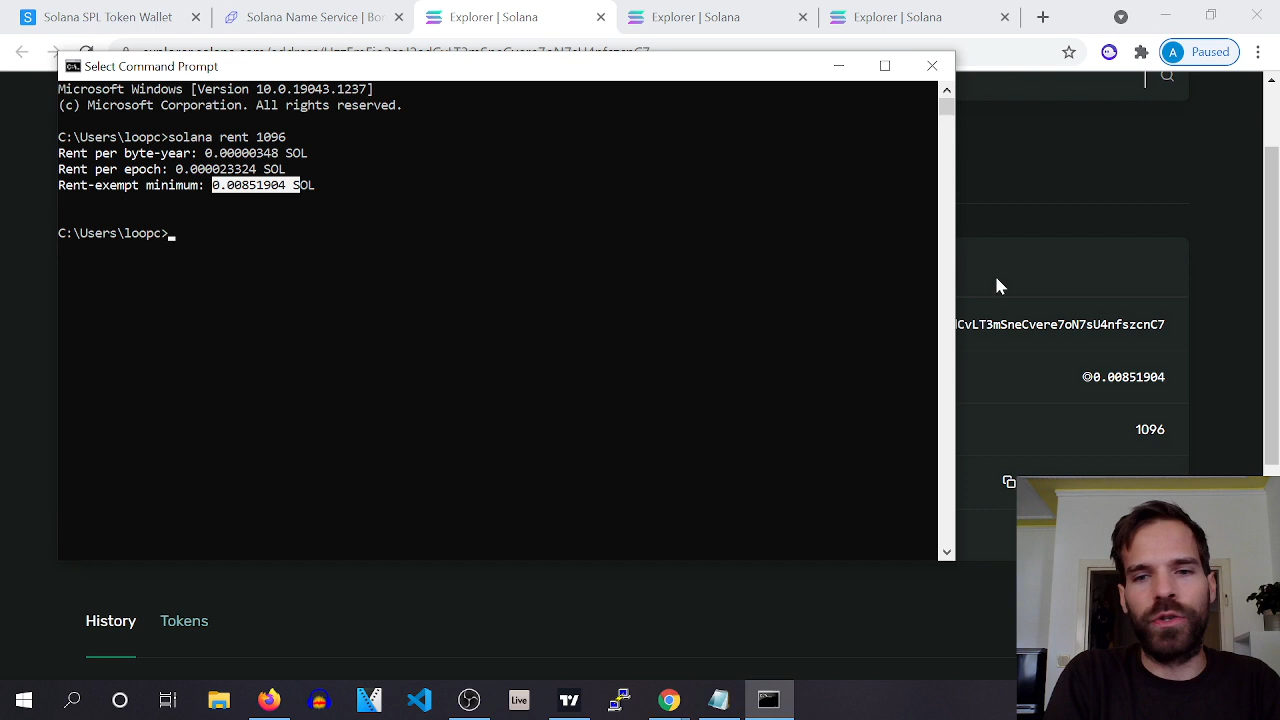 Solana SPL Token Wallet
Solana Name Service | Bor
Explorer | Solana
Explorer | Solana
Explorer | Solana
A Paused
Select Command Prompt
Microsoft Windows [Version 10.0.19043.1237]
(c) Microsoft Corporation. All rights reserved.
C:\Users\loopc>solana rent 1096
Rent per byte-year: 0.00000348 SOL
Rent per epoch: 0.000023324 SOL
Rent-exempt minimum: 0.00851904 SOL
C:\Users\loopc>
CvLT3mSneCvere7oN7sU4nfszcnC7
◎0.00851904
1096
History
Tokens
Live